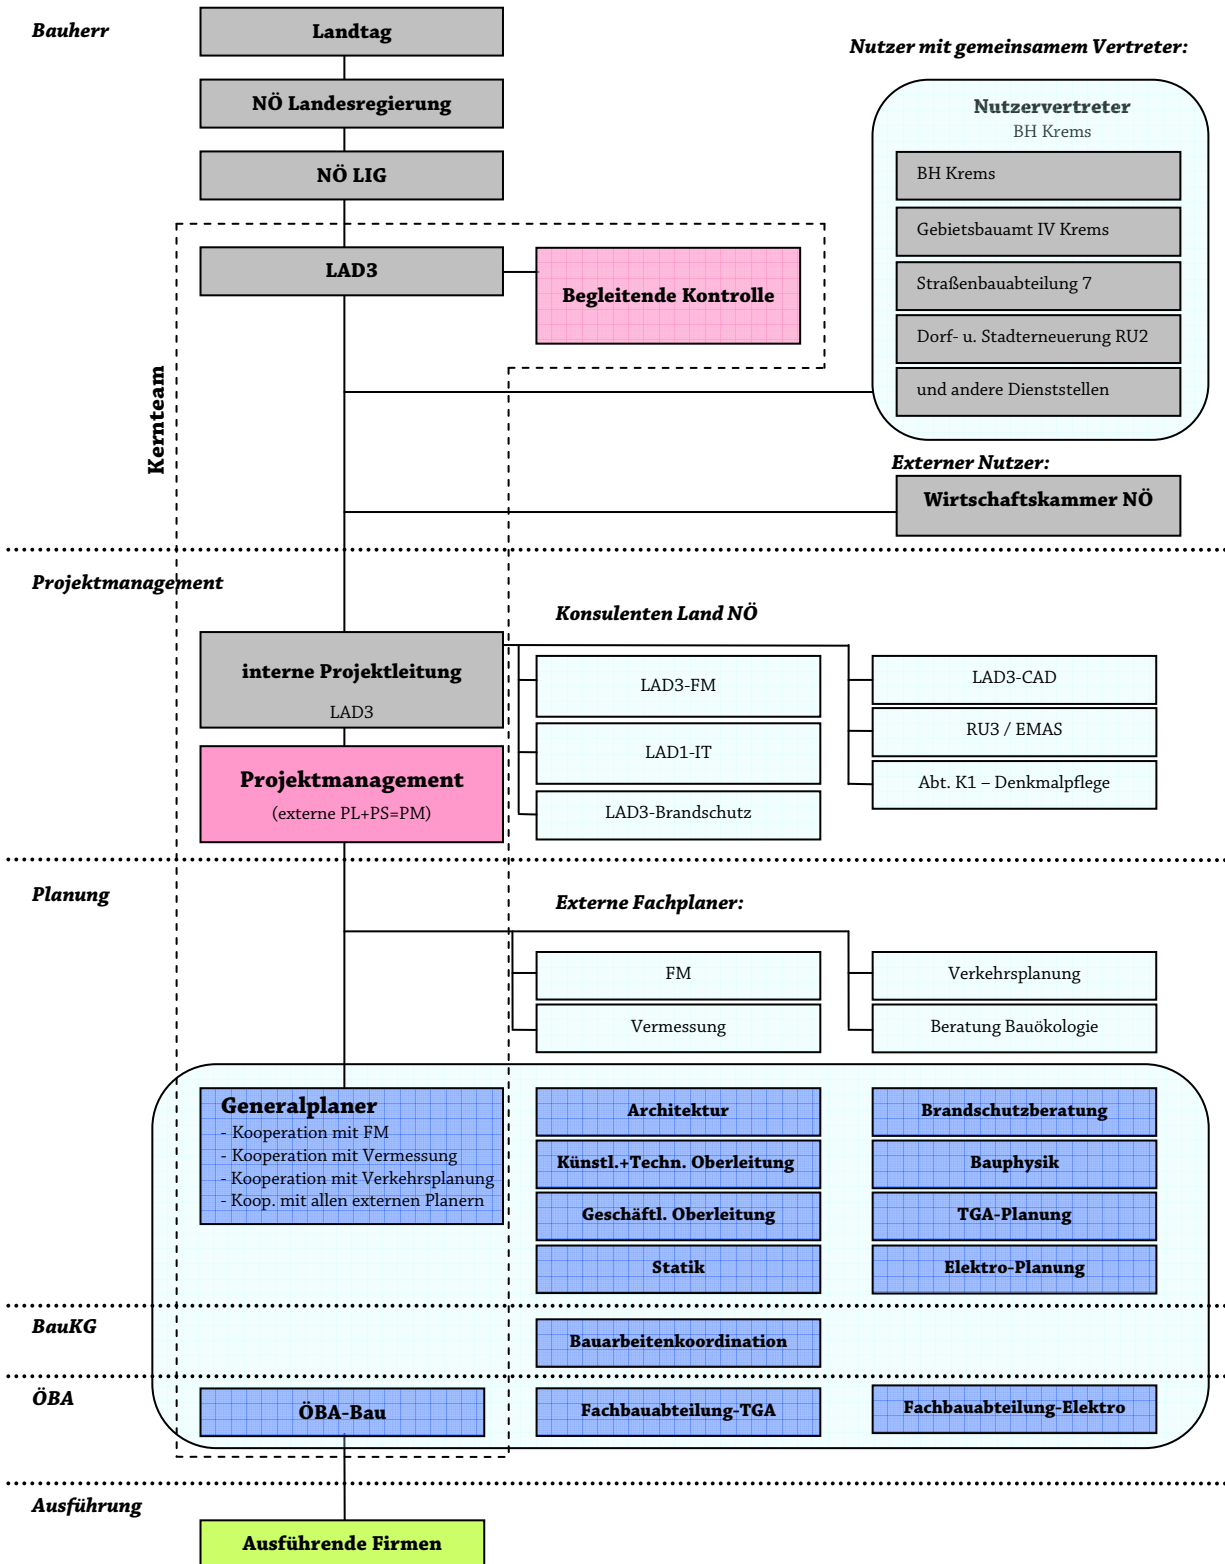 Bauherr
Landtag
Nutzer mit gemeinsamem Vertreter:
NÖ Landesregierung
NÖ LIG
Nutzervertreter
BH Krems
BH Krems
Gebietsbauamt IV Krems
Straßenbauabteilung 7
Dorf- u. Stadterneuerung RU2
und andere Dienststellen
LAD3
Begleitende Kontrolle
Kernteam
Externer Nutzer:
Wirtschaftskammer NÖ
Projektmanagement
Konsulenten Land NÖ
interne Projektleitung
LAD3
Projektmanagement
(externe PL+PS=PM)
LAD3-FM
LAD1-IT
LAD3-Brandschutz
LAD3-CAD
RU3 / EMAS
Abt. K1 – Denkmalpflege
Planung
Externe Fachplaner:
FM
Vermessung
Verkehrsplanung
Beratung Bauökologie
Generalplaner
- Kooperation mit FM
- Kooperation mit Vermessung
- Kooperation mit Verkehrsplanung
- Koop. mit allen externen Planern
Architektur
Künstl.+Techn. Oberleitung
Geschäftl. Oberleitung
Statik
Brandschutzberatung
Bauphysik
TGA-Planung
Elektro-Planung
BauKG
Bauarbeitenkoordination
ÖBA
ÖBA-Bau
Fachbauabteilung-TGA
Fachbauabteilung-Elektro
Ausführung
Ausführende Firmen